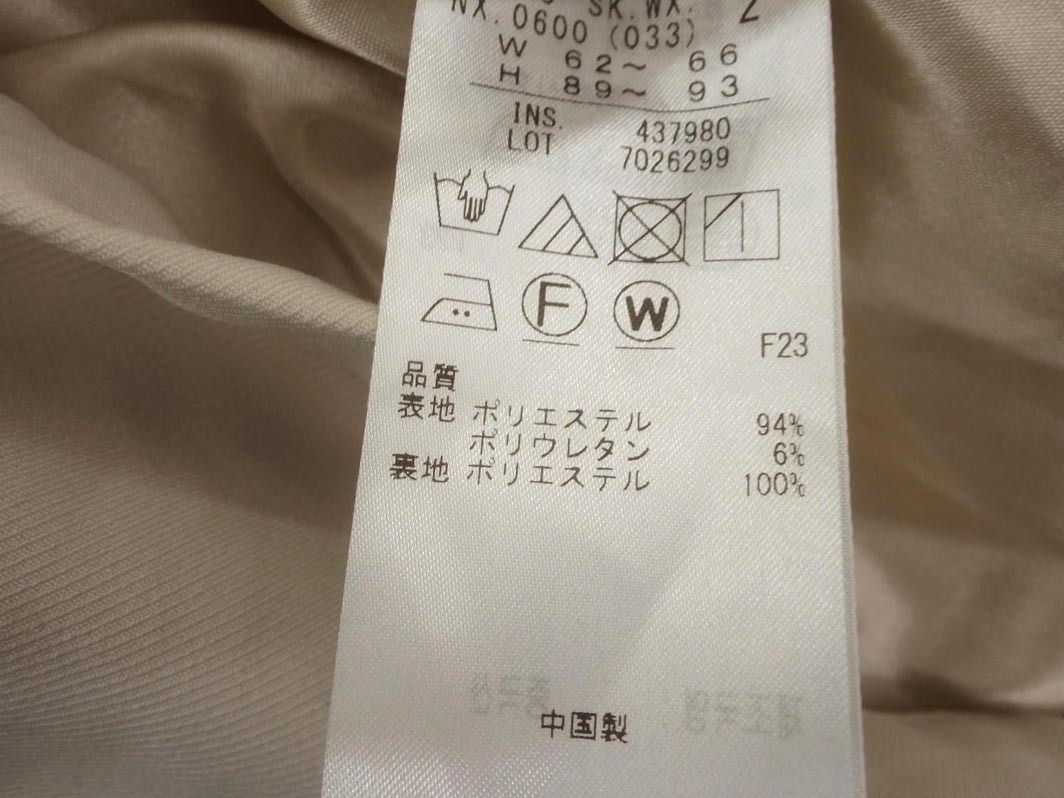 NX. 0600 (033)
W 62～ 66
H 89～ 93
INS. 437980
LOT 7026299
F
W
F23
品質
表地 ポリエステル 94%
ポリウレタン 6%
裏地 ポリエステル 100%
中国製